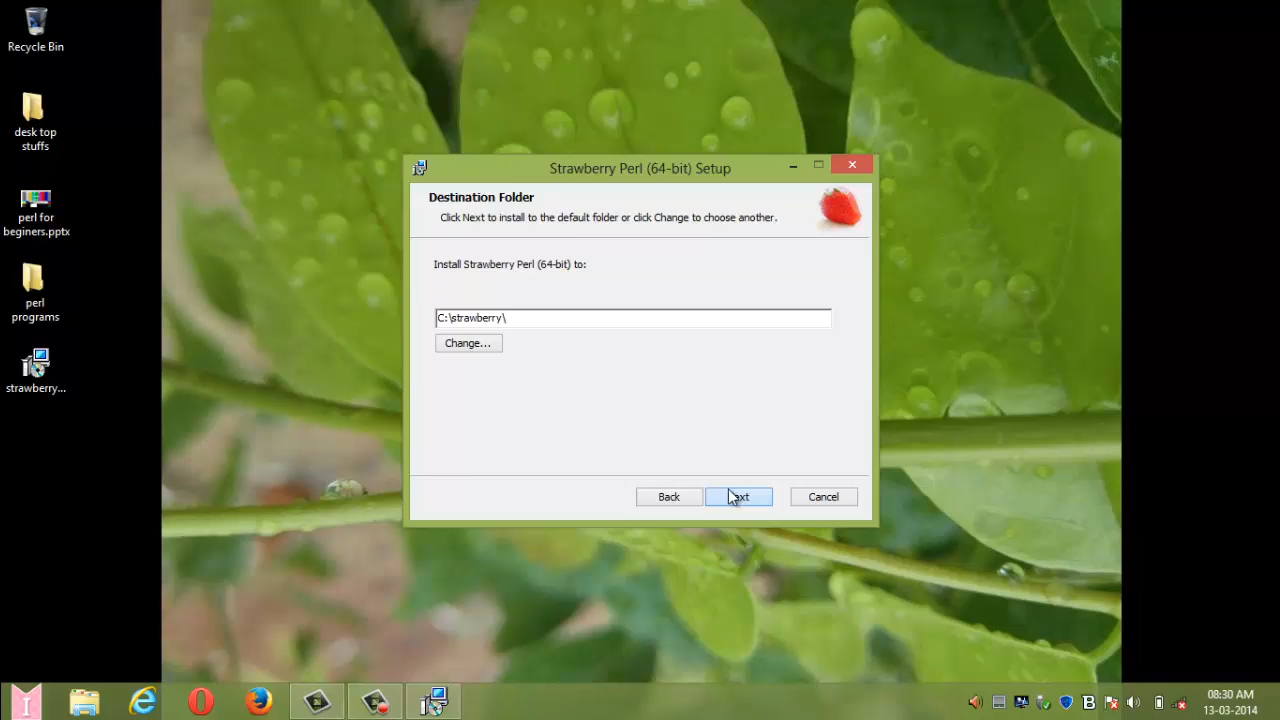 Recycle Bin
desk top
stuffs
perl for
beginers.pptx
perl
programs
strawberry...
Strawberry Perl (64-bit) Setup
Destination Folder
Click Next to install to the default folder or click Change to choose another.
Install Strawberry Perl (64-bit) to:
C:\strawberry\
Change...
Back
Cancel
08:30 AM
13-03-2014